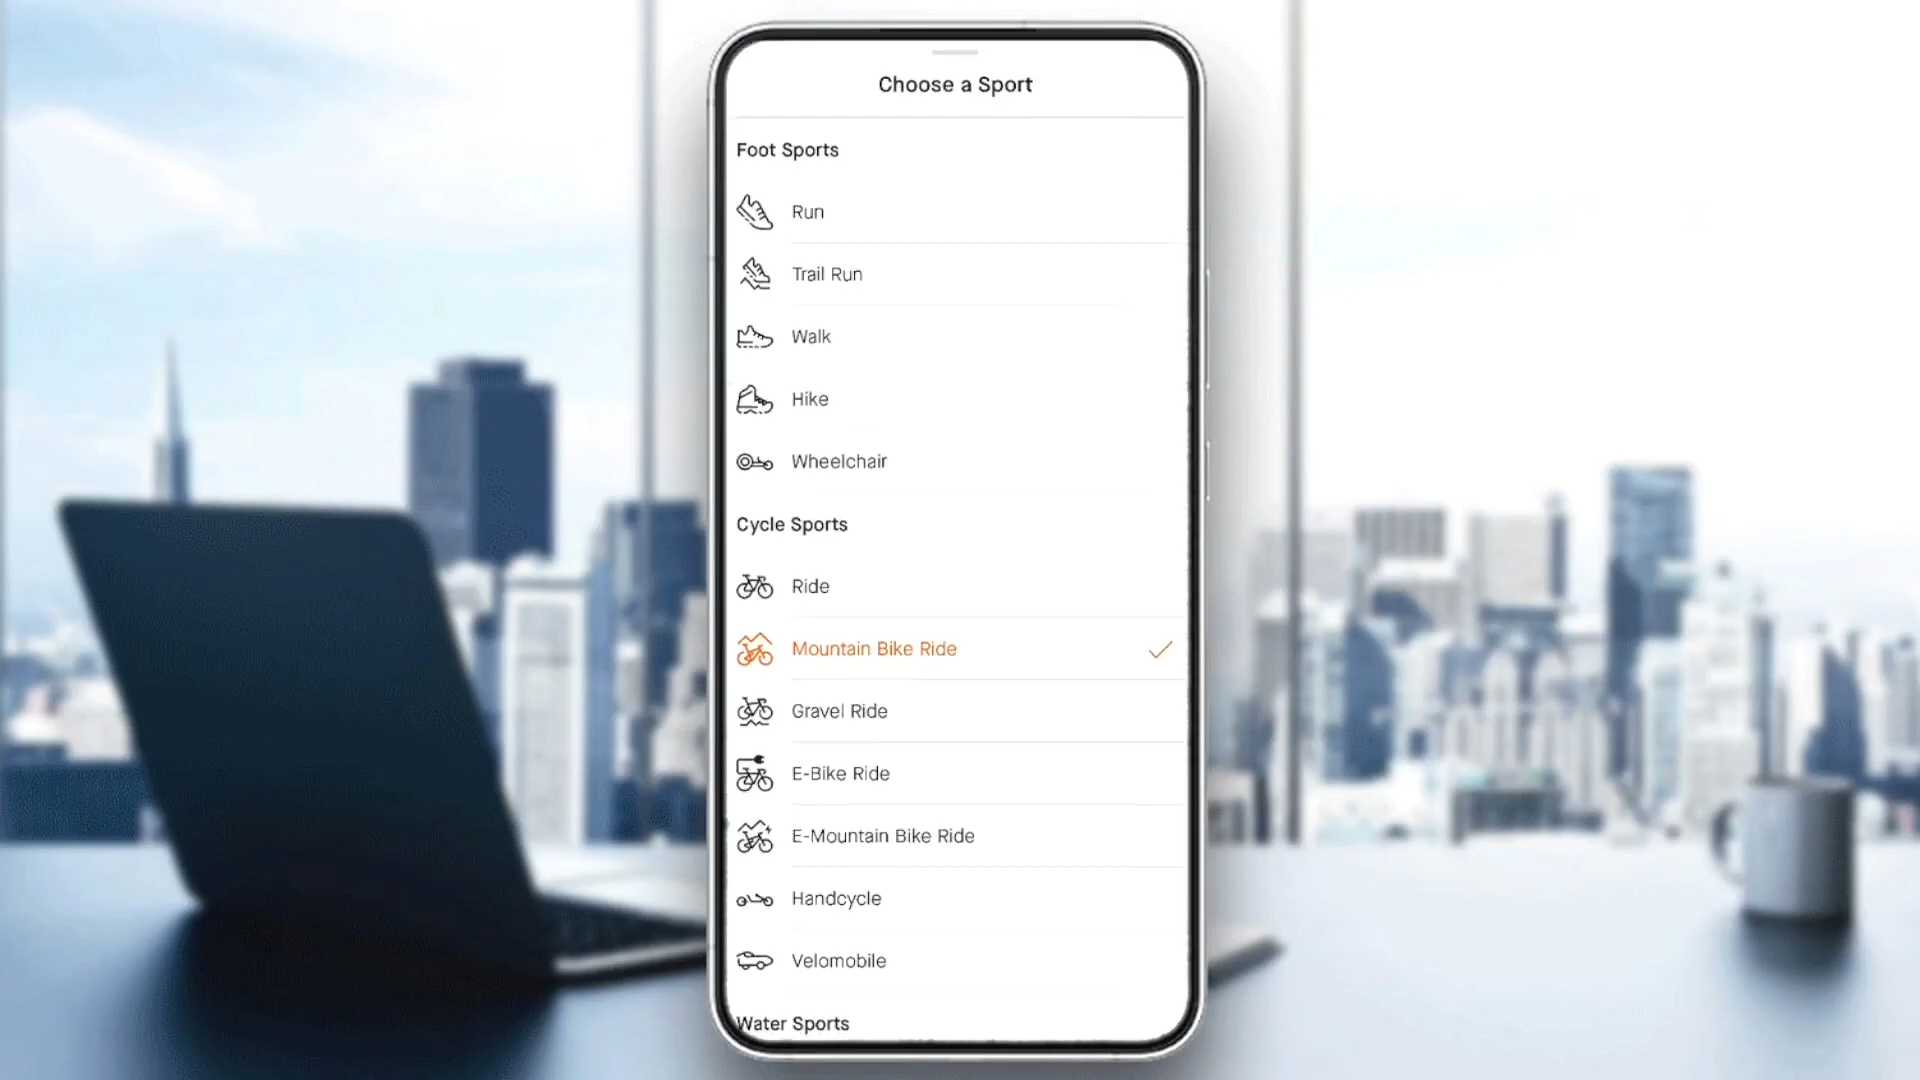 Choose a Sport
Foot Sports
Run
Trail Run
Walk
Hike
Wheelchair
Cycle Sports
Ride
Mountain Bike Ride
Gravel Ride
E-Bike Ride
E-Mountain Bike Ride
Handcycle
Velomobile
Water Sports